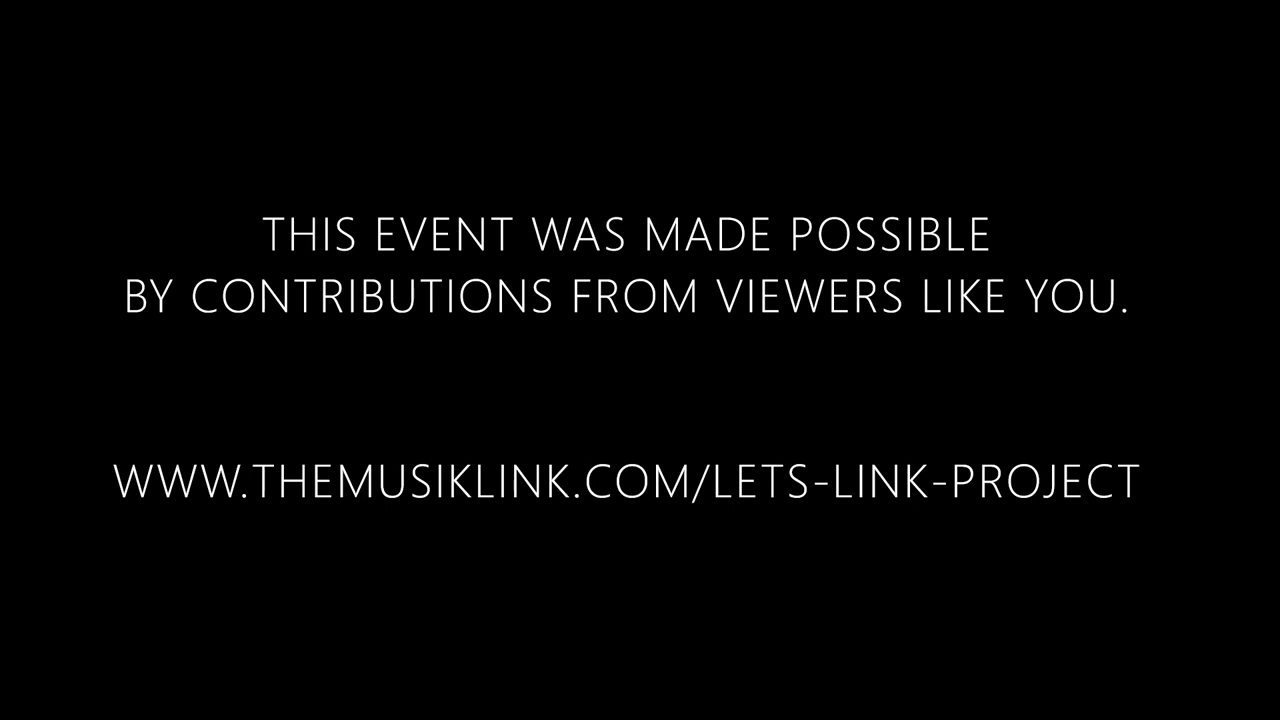 THIS EVENT WAS MADE POSSIBLE
BY CONTRIBUTIONS FROM VIEWERS LIKE YOU.
WWW.THEMUSIKLINK.COM/LETS-LINK-PROJECT